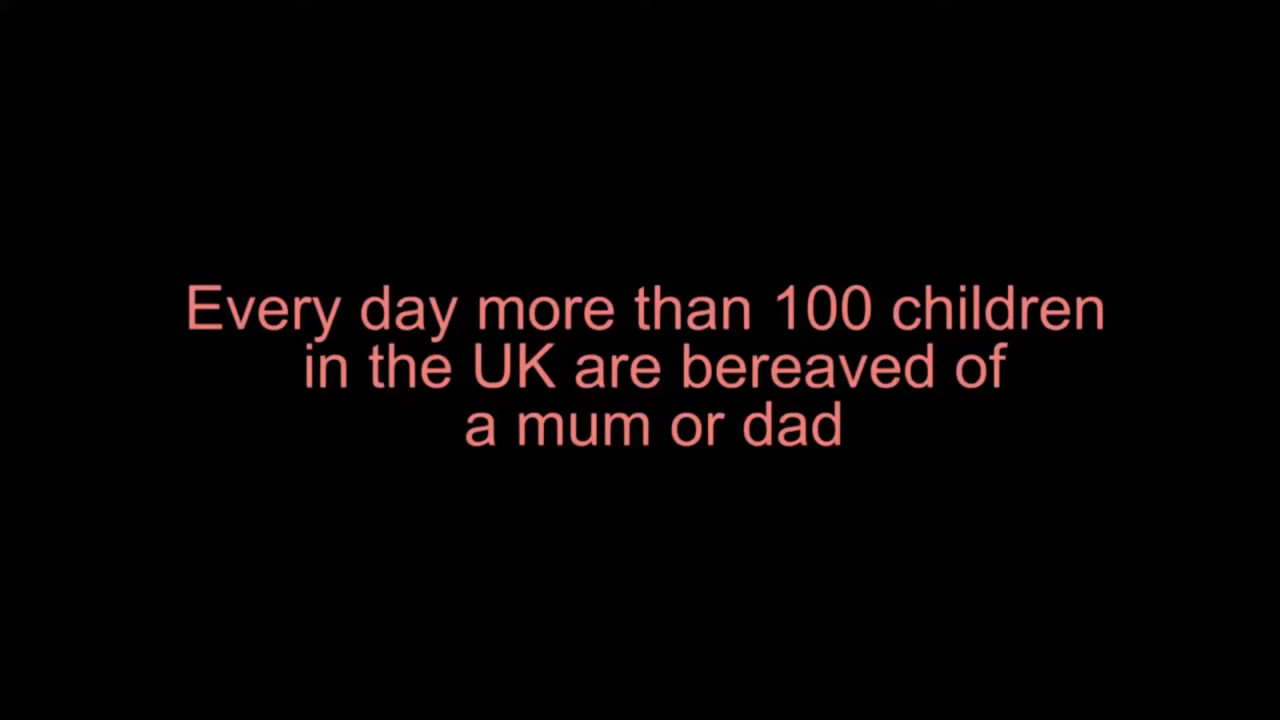 Every day more than 100 children
in the UK are bereaved of
a mum or dad